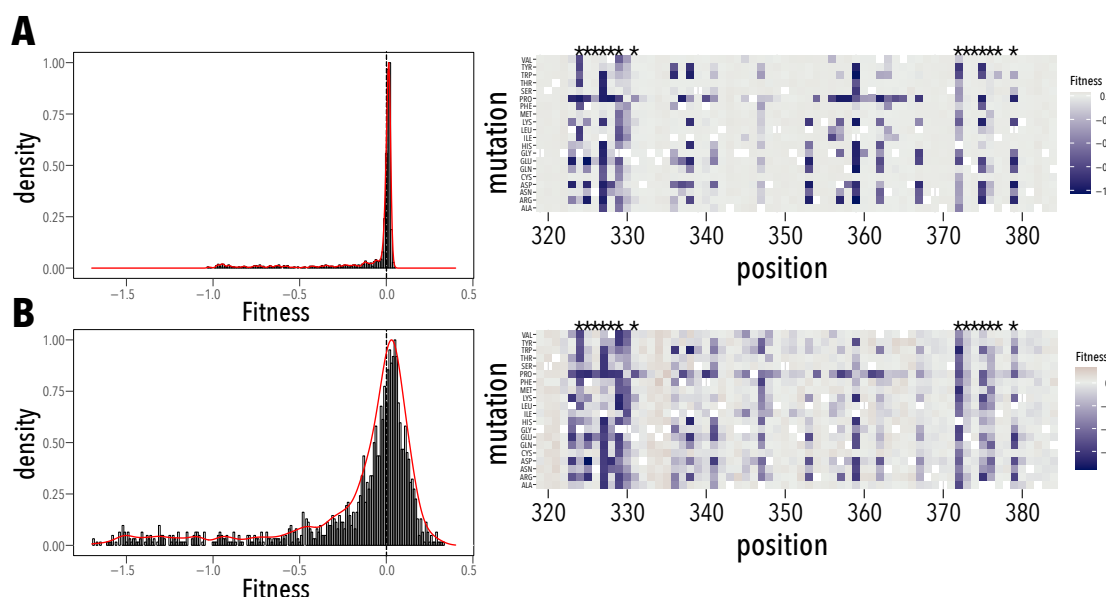 A
density
1.00
0.75
0.50
0.25
0.00
−1.5 −1.0 −0.5 0.0 0.5
Fitness
mutation
******* *
VAL
TYR
TRP
THR
SER
PRO
PHE
MET
LYS
LEU
ILE
HIS
GLY
GLU
GLN
CYS
ASP
ASN
ARG
ALA
320 330 340 350 360 370 380
position
Fitness
B
density
1.00
0.75
0.50
0.25
0.00
−1.5 −1.0 −0.5 0.0 0.5
Fitness
mutation
VAL
TYR
TRP
THR
SER
PRO
PHE
MET
LYS
LEU
ILE
HIS
GLY
GLU
GLN
CYS
ASP
ASN
ARG
ALA
320 330 340 350 360 370 380
position
Fitness